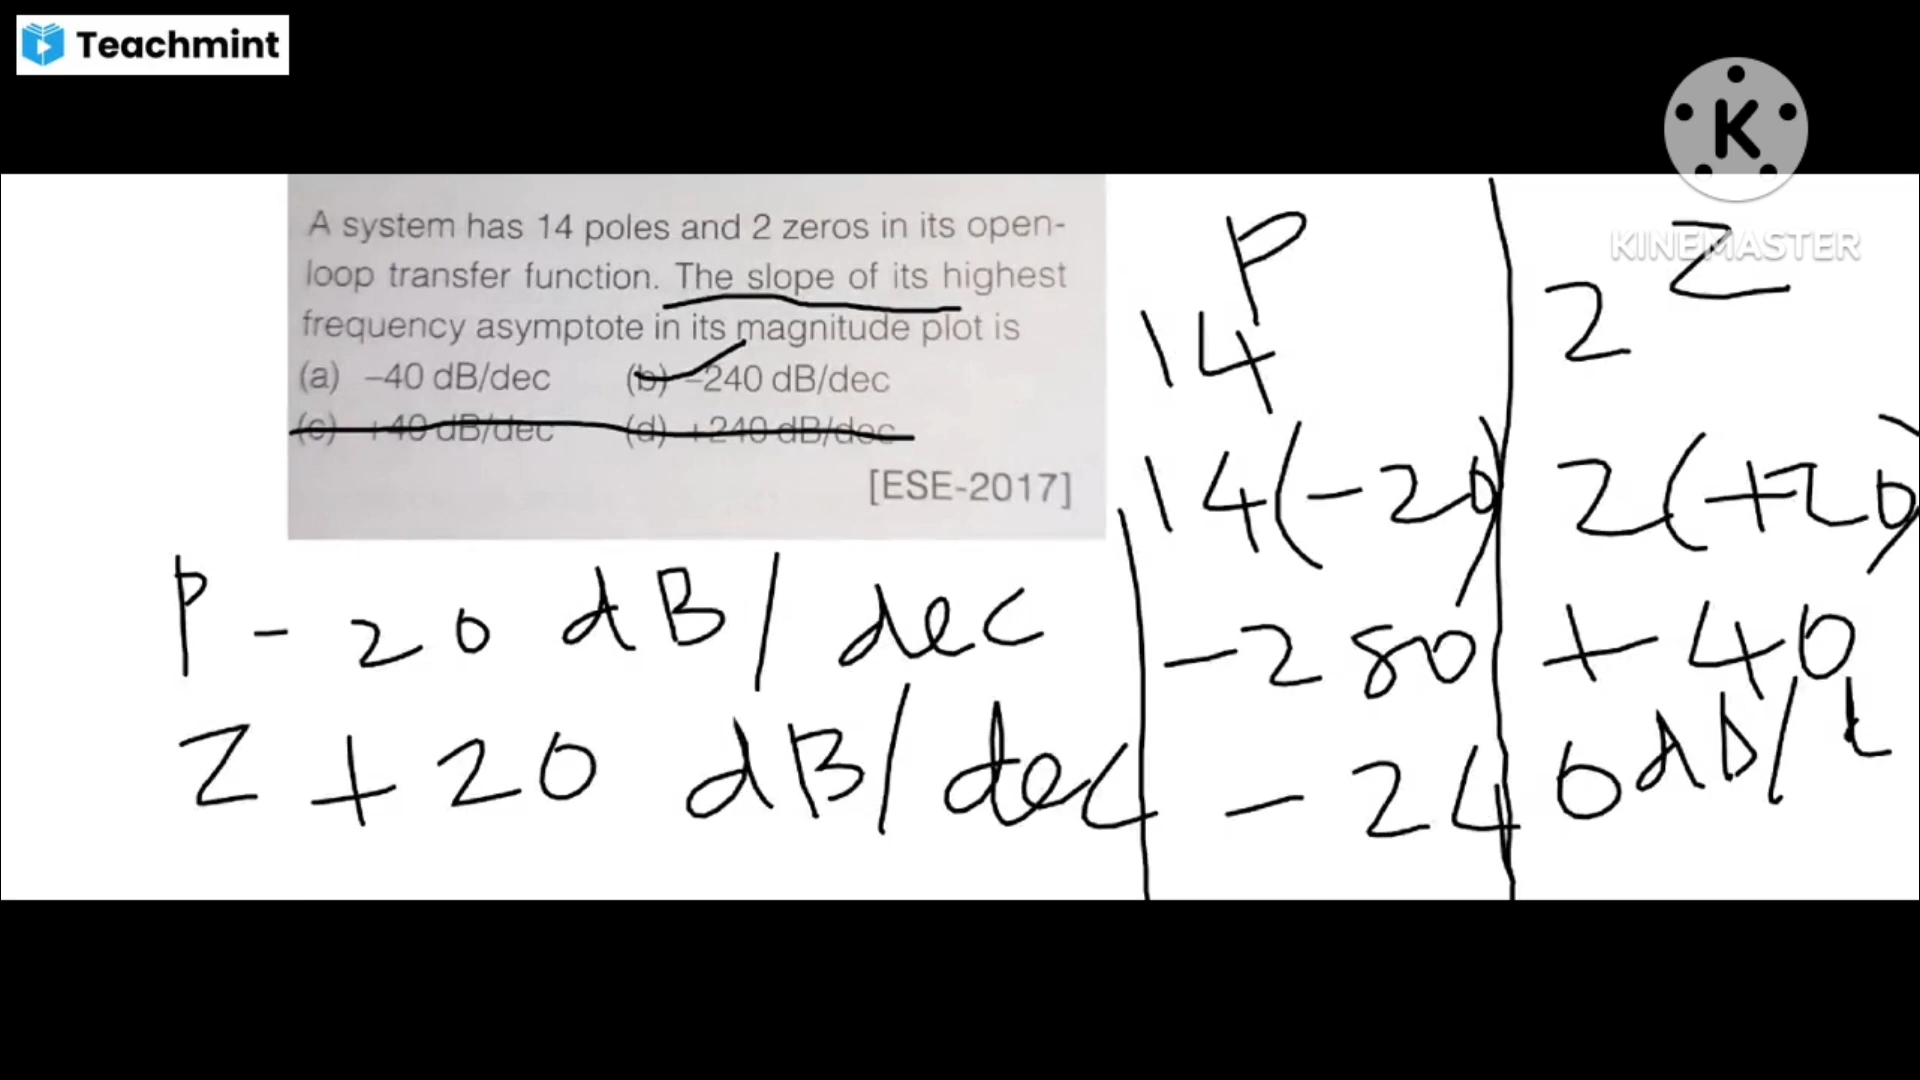 Teachmint
K
KINEMASTER
A system has 14 poles and 2 zeros in its open-
loop transfer function. The slope of its highest
frequency asymptote in its magnitude plot is
(a) –40 dB/dec (b) –240 dB/dec
(c) +40 dB/dec (d) +240 dB/dec
[ESE-2017]
P - 20 dB/dec
Z + 20 dB/dec
P Z
14 2
14(-20) 2(+20)
-280 + 40
- 240 dB/